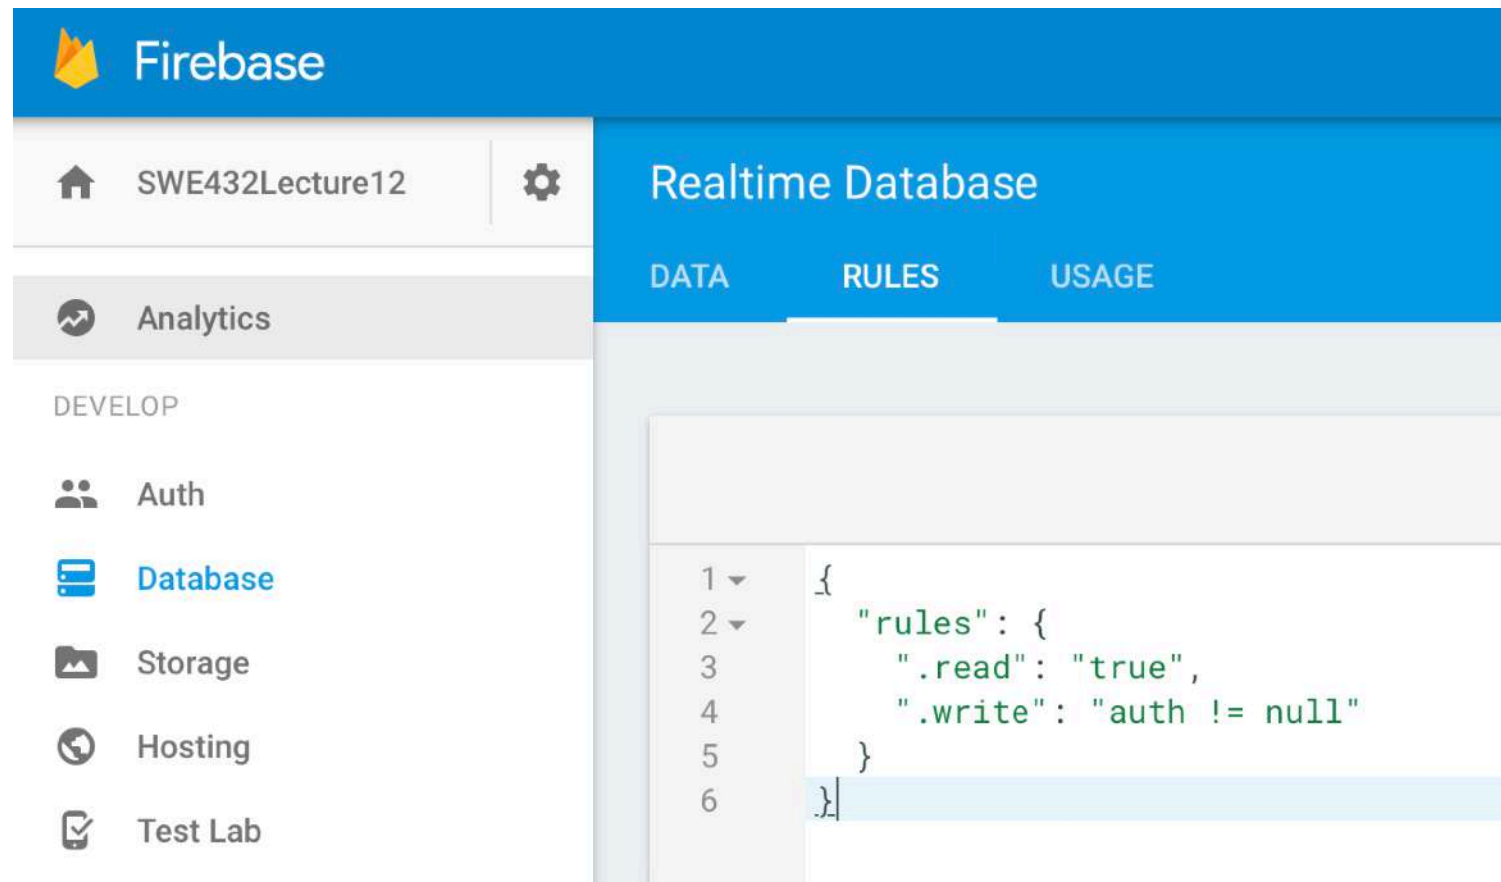 Firebase
SWE432Lecture12
Analytics
DEVELOP
Auth
Database
Storage
Hosting
Test Lab
Realtime Database
DATA RULES USAGE
1 {
2 "rules": {
3 ".read": "true",
4 ".write": "auth != null"
5 }
6 }